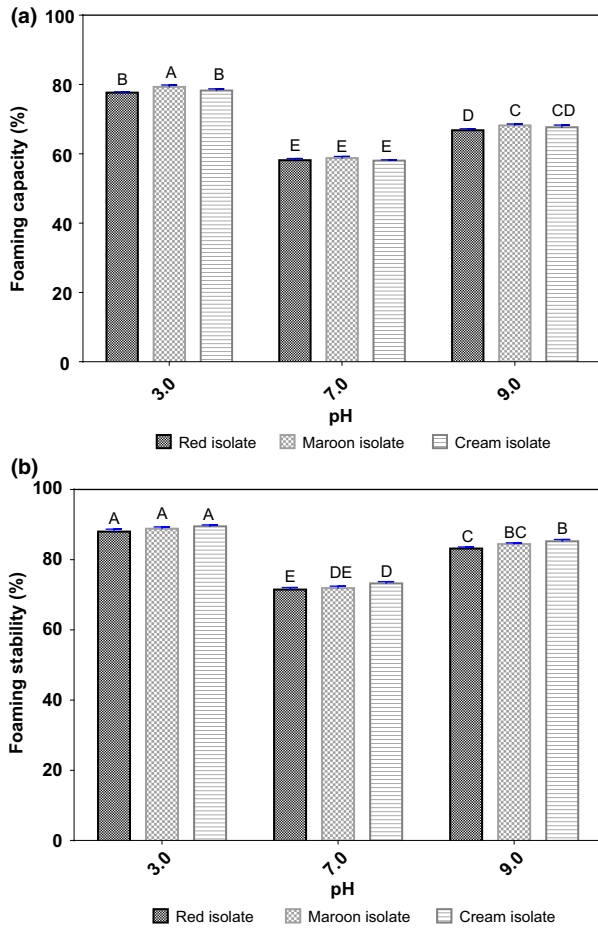 (a)
100
80
60
40
20
0
Foaming capacity (%)
B A B
E E E
D C CD
3.0 7.0 9.0
pH
Red isolate Maroon isolate Cream isolate
(b)
100
80
60
40
20
0
Foaming stability (%)
A A A
E DE D
C BC B
3.0 7.0 9.0
pH
Red isolate Maroon isolate Cream isolate